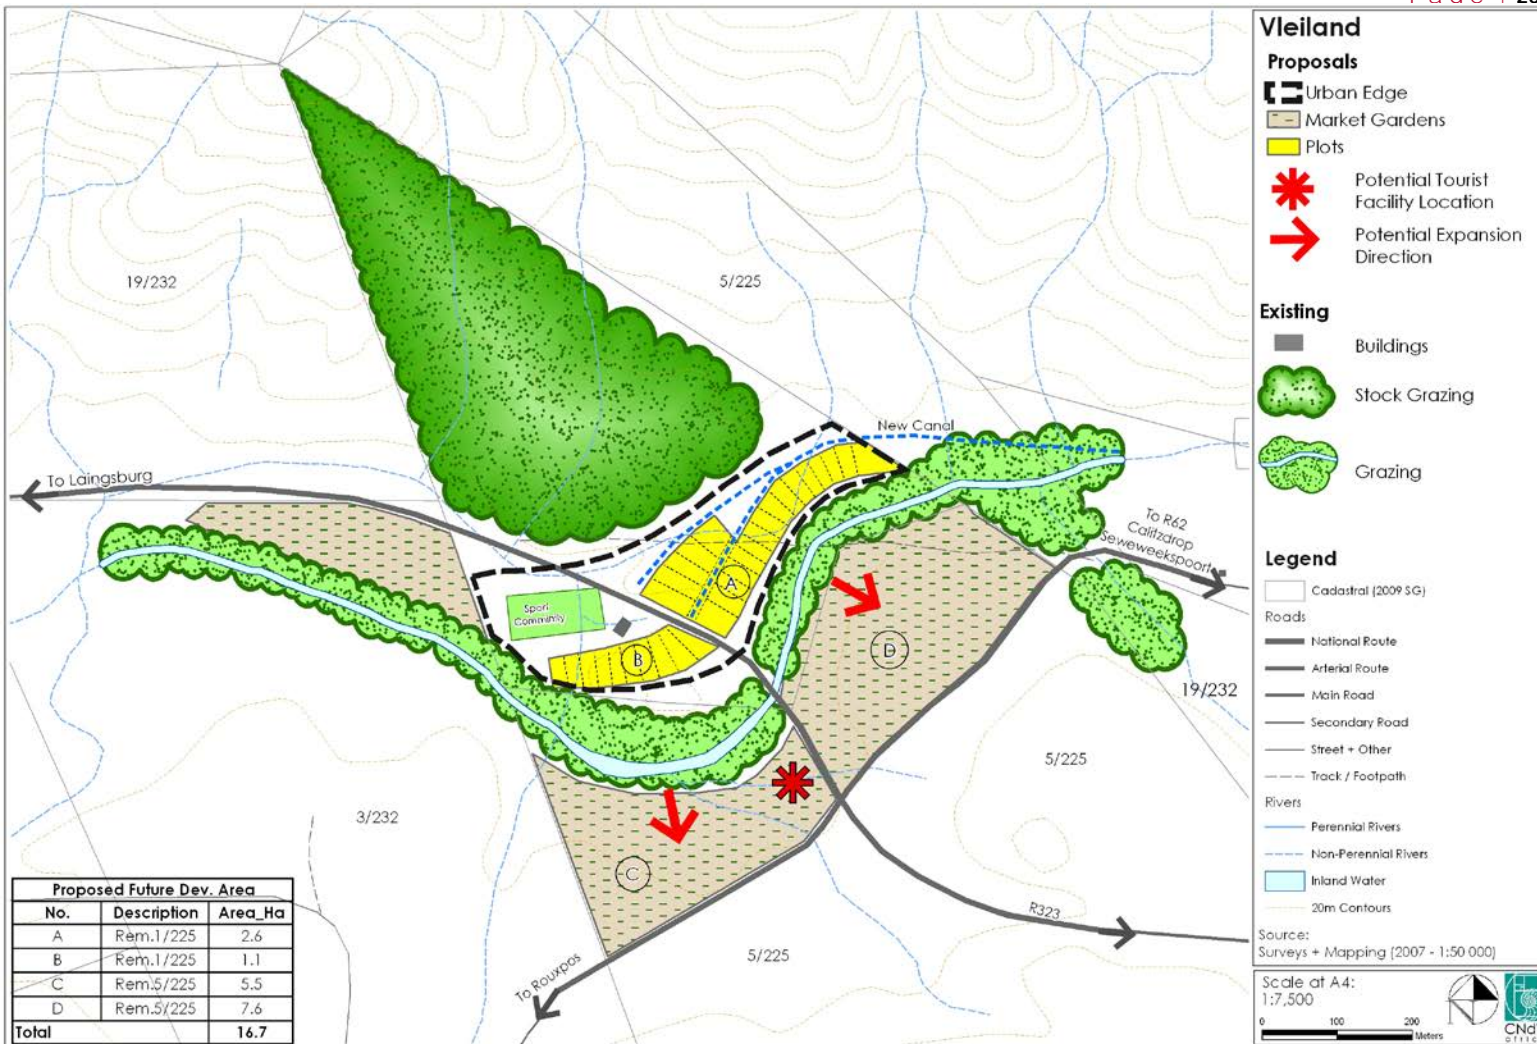 Vleiland
Proposals
Urban Edge
Market Gardens
Plots
Potential Tourist
Facility Location
Potential Expansion
Direction
Existing
Buildings
Stock Grazing
Grazing
Legend
Cadastral (2009 SG)
Roads
National Route
Arterial Route
Main Road
Secondary Road
Street + Other
Track / Footpath
Rivers
Perennial Rivers
Non-Perennial Rivers
Inland Water
20m Contours
Source:
Surveys + Mapping (2007 - 1:50 000)
Scale at A4:
1:7,500
0 100 200
Meters
CNd
19/232
5/225
New Canal
To Laingsburg
To R62
Calitzdrop
Seweweekspoort
Sport
A
B
D
19/232
5/225
3/232
C
R323
5/225
To Rouxpos
Proposed Future Dev. Area
No. Description Area_Ha
A Rem.1/225 2.6
B Rem.1/225 1.1
C Rem.5/225 5.5
D Rem.5/225 7.6
Total 16.7